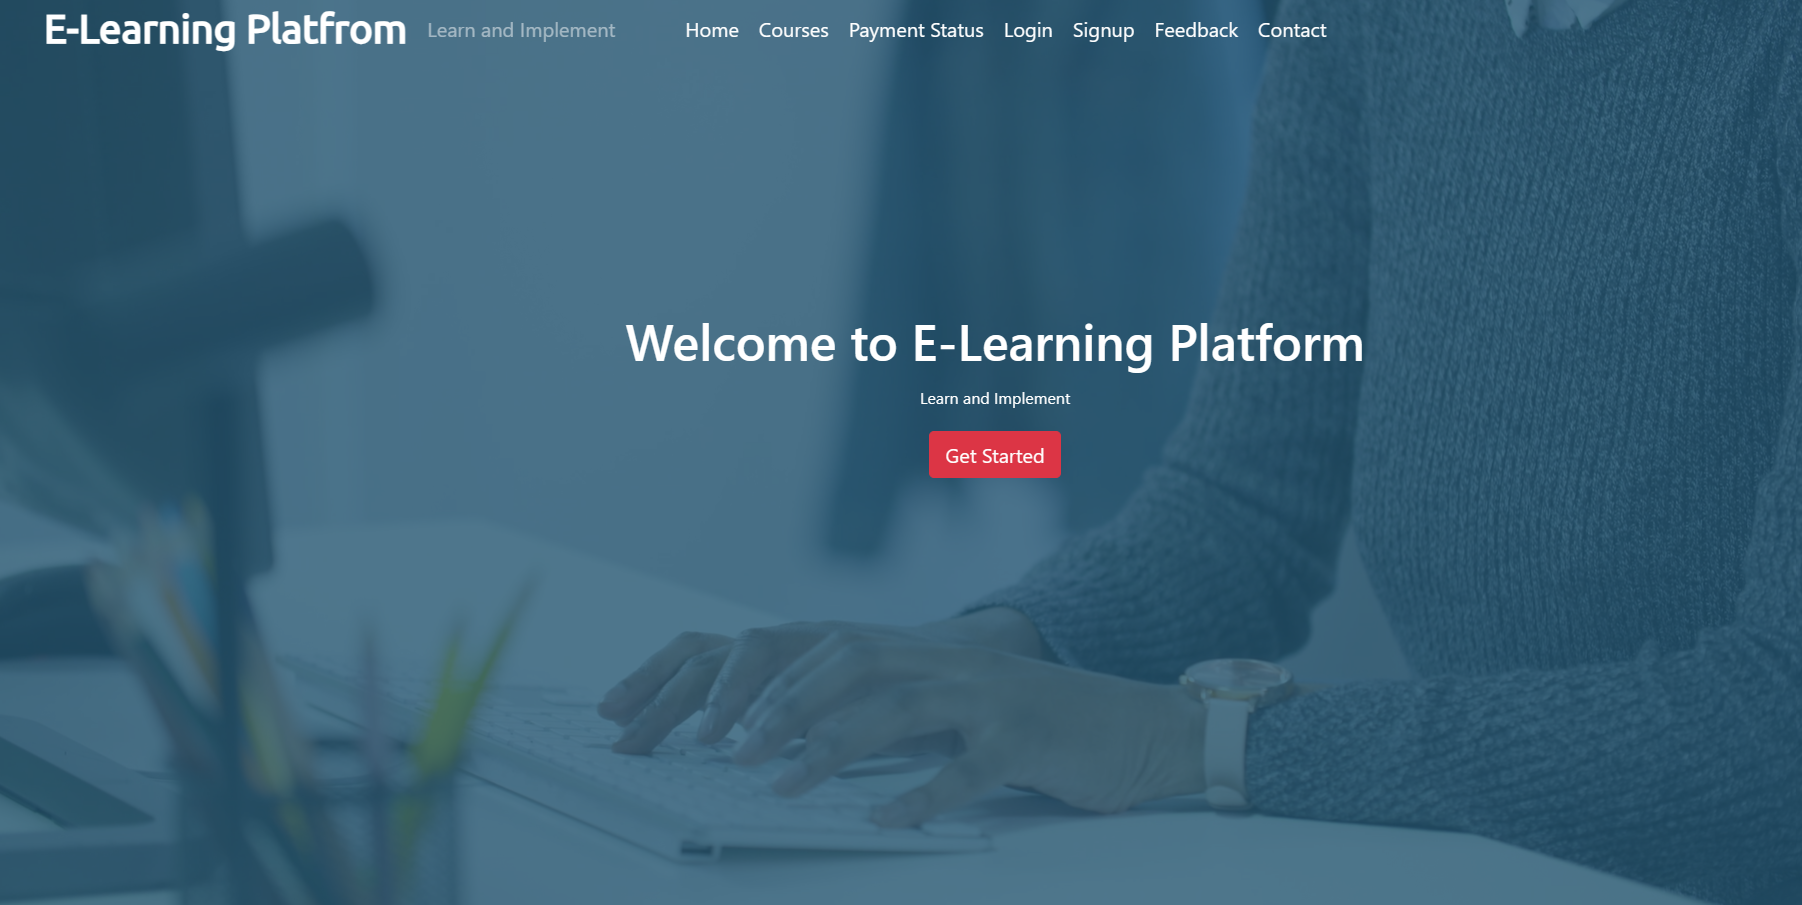 E-Learning Platfrom Learn and Implement Home Courses Payment Status Login Signup Feedback Contact
Welcome to E-Learning Platform
Learn and Implement
Get Started